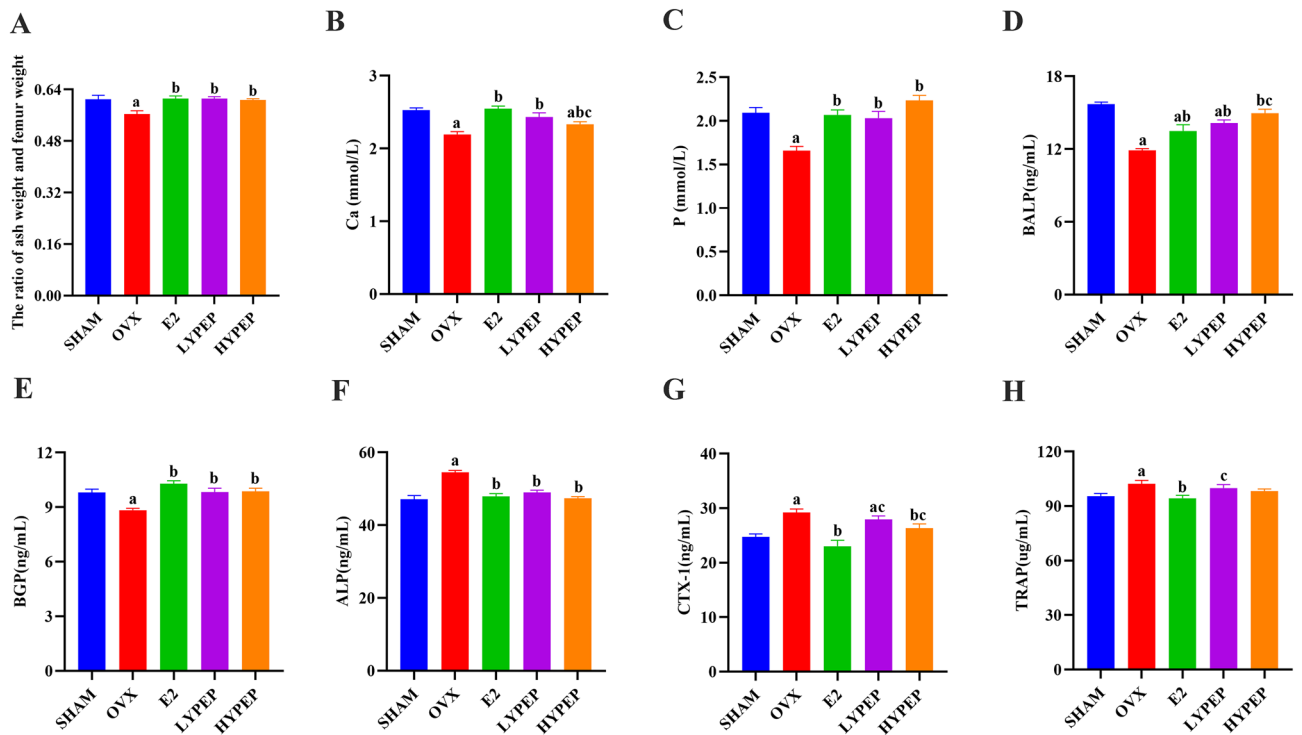 A
The ratio of ash weight and femur weight
0.64
0.48
0.32
0.16
0.00
a
b
b
b
SHAM
OVX
E2
LYPEP
HYPEP
B
Ca (mmol/L)
3
2
1
0
a
b
b
abc
SHAM
OVX
E2
LYPEP
HYPEP
C
P (mmol/L)
2.5
2.0
1.5
1.0
0.5
0.0
a
b
b
b
SHAM
OVX
E2
LYPEP
HYPEP
D
BALP(ng/mL)
18
12
6
0
a
ab
ab
bc
SHAM
OVX
E2
LYPEP
HYPEP
E
BGP(ng/mL)
12
9
6
3
0
a
b
b
b
SHAM
OVX
E2
LYPEP
HYPEP
F
ALP(ng/mL)
60
40
20
0
a
b
b
b
SHAM
OVX
E2
LYPEP
HYPEP
G
CTX-1(ng/mL)
40
30
20
10
0
a
b
ac
bc
SHAM
OVX
E2
LYPEP
HYPEP
H
TRAP(ug/mL)
120
90
60
30
0
a
b
c
SHAM
OVX
E2
LYPEP
HYPEP